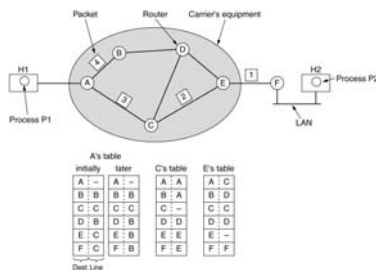 Packet
Router
Carrier's equipment
H1
B
D
H2
4
1
Process P2
A
E
F
3
2
Process P1
C
LAN
A's table
initially
later
C's table
E's table
A –
A –
A A
A C
B B
B B
B A
B D
C C
C C
C –
C C
D B
D B
D D
D D
E C
E B
E E
E –
F C
F B
F E
F F
Dest. Line